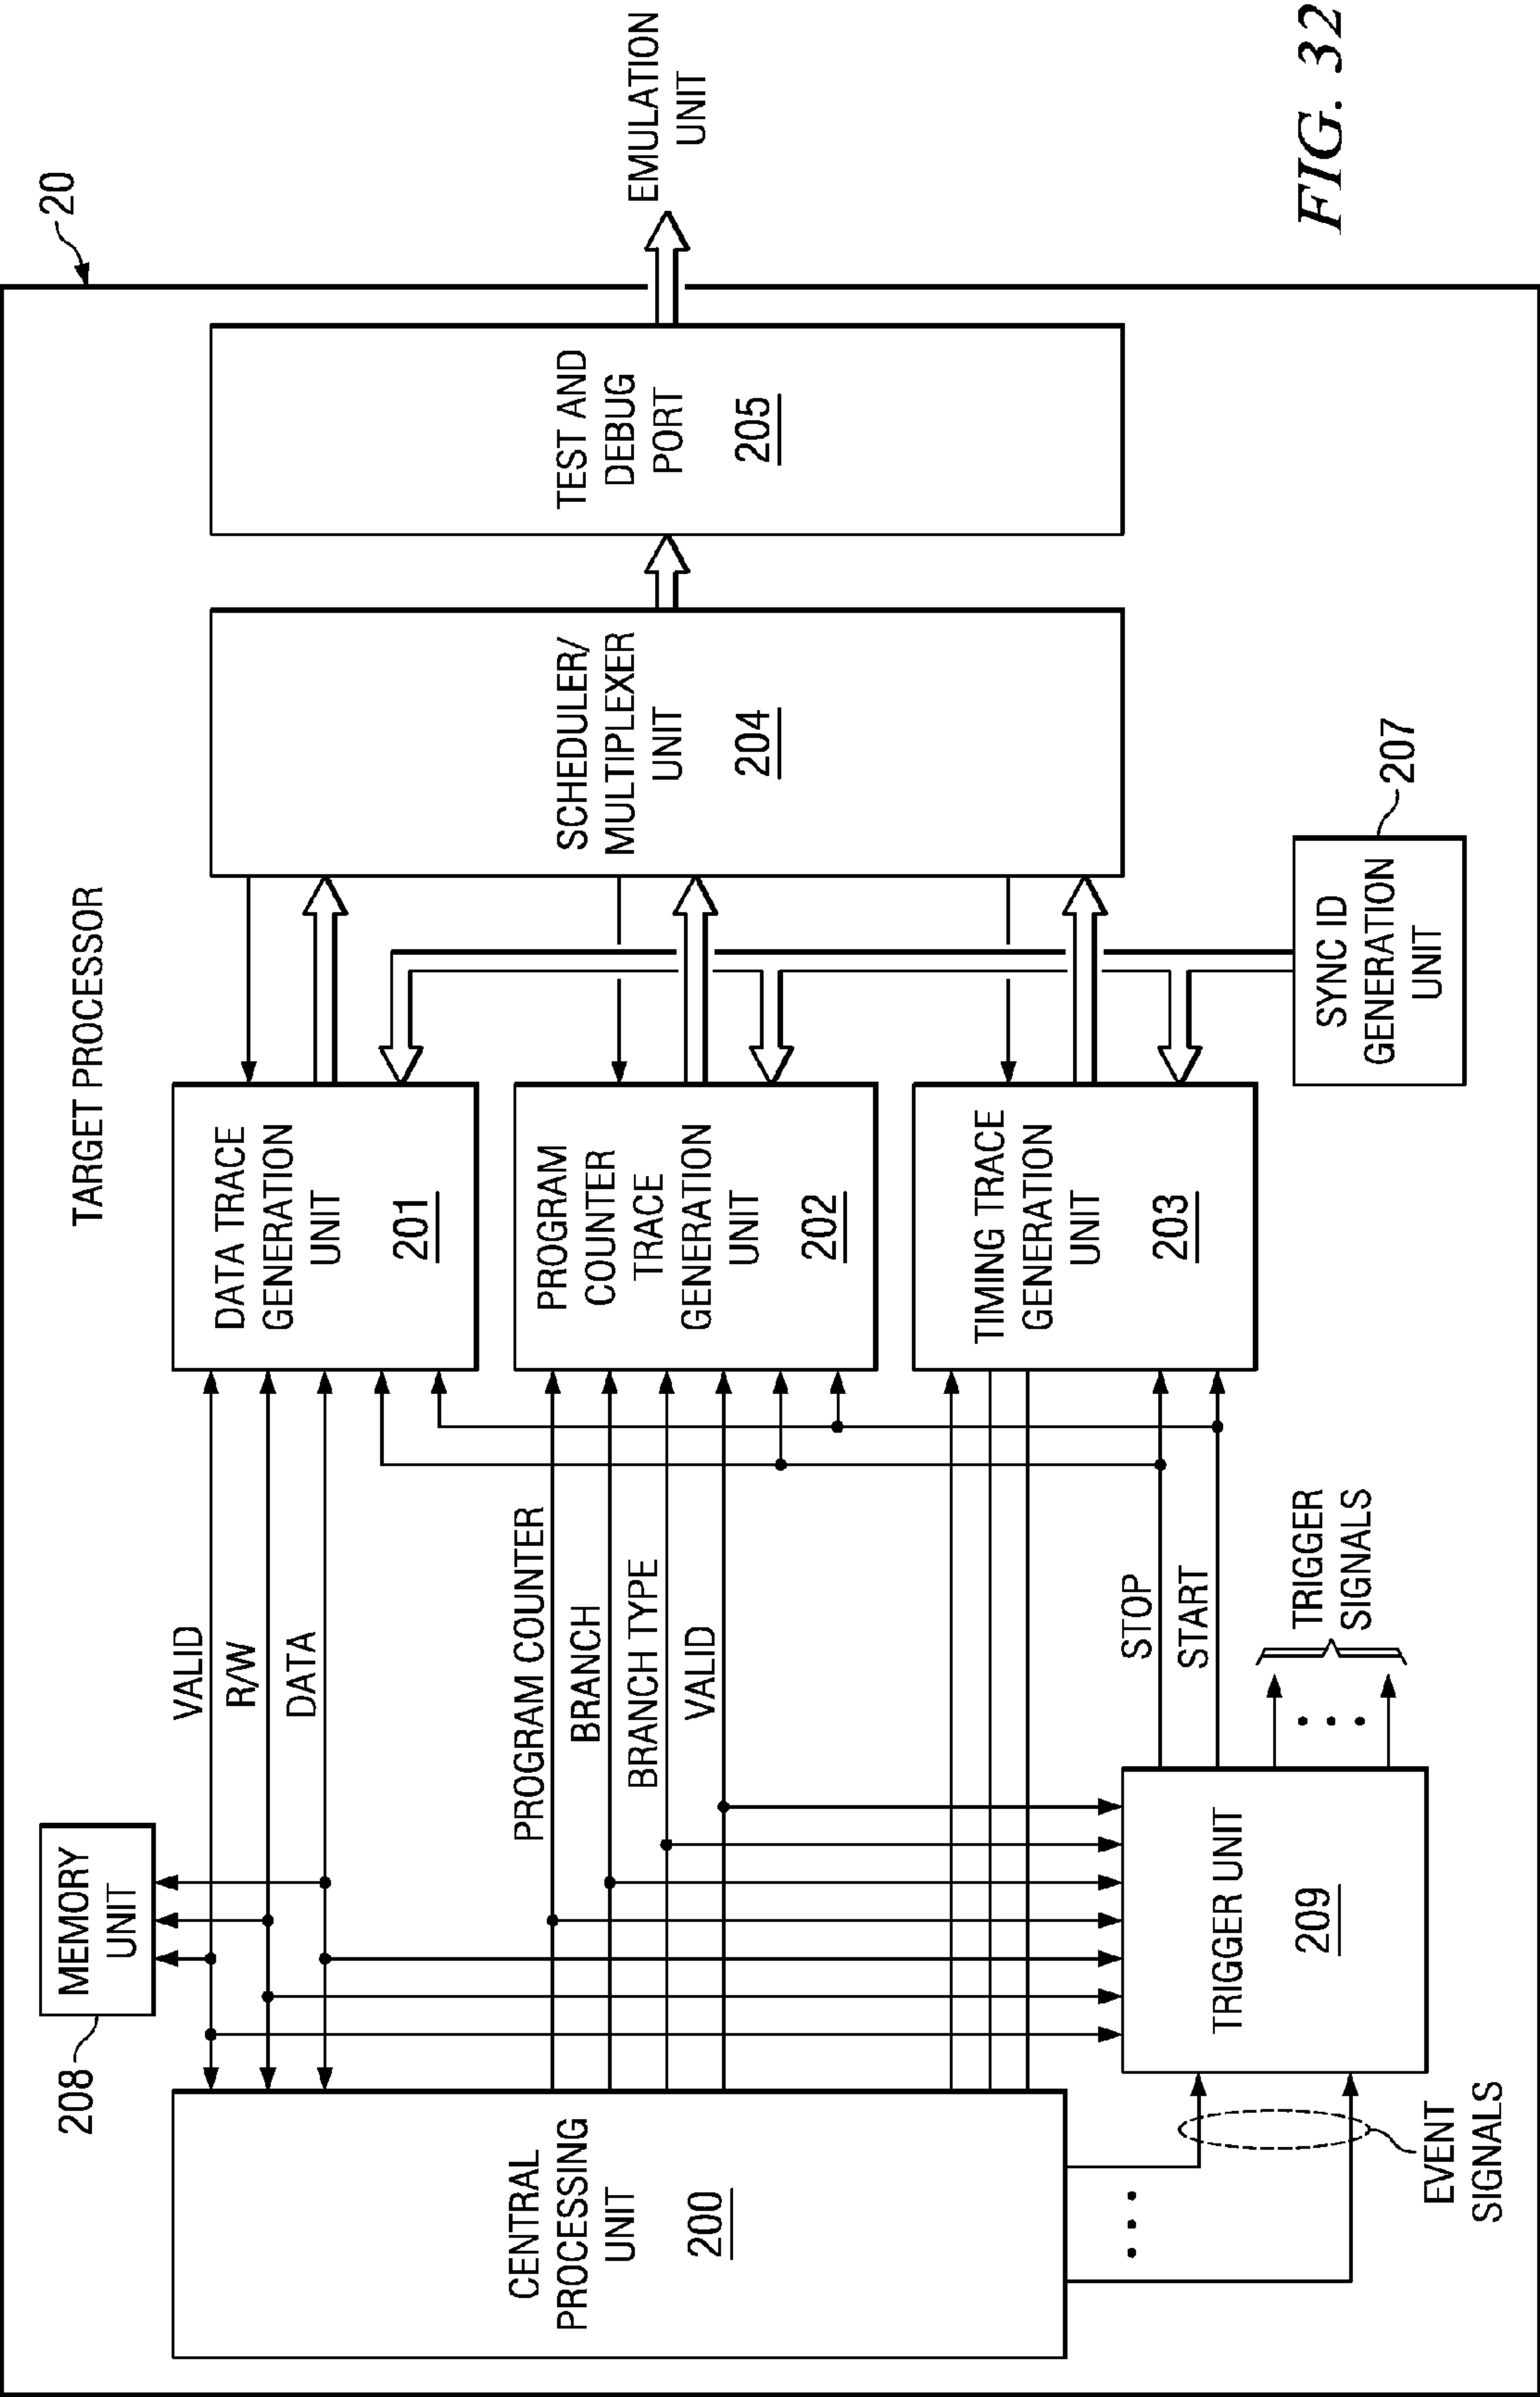 TARGET PROCESSOR
20
208
MEMORY
UNIT
CENTRAL
PROCESSING
UNIT
200
VALID
R/W
DATA
PROGRAM COUNTER
BRANCH
BRANCH TYPE
VALID
STOP
START
TRIGGER
SIGNALS
TRIGGER UNIT
209
EVENT
SIGNALS
DATA TRACE
GENERATION
UNIT
201
PROGRAM
COUNTER
TRACE
GENERATION
UNIT
202
TIMING TRACE
GENERATION
UNIT
203
SYNC ID
GENERATION
UNIT
207
SCHEDULER/
MULTIPLEXER
UNIT
204
TEST AND
DEBUG
PORT
205
EMULATION
UNIT
FIG. 32